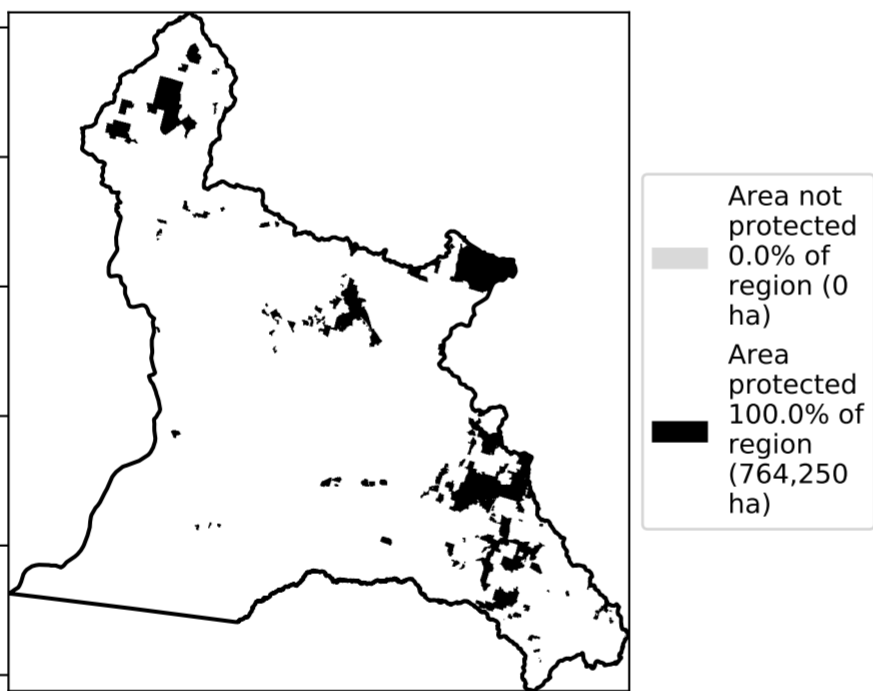 Area not
protected
0.0% of
region (0
ha)
Area
protected
100.0% of
region
(764,250
ha)